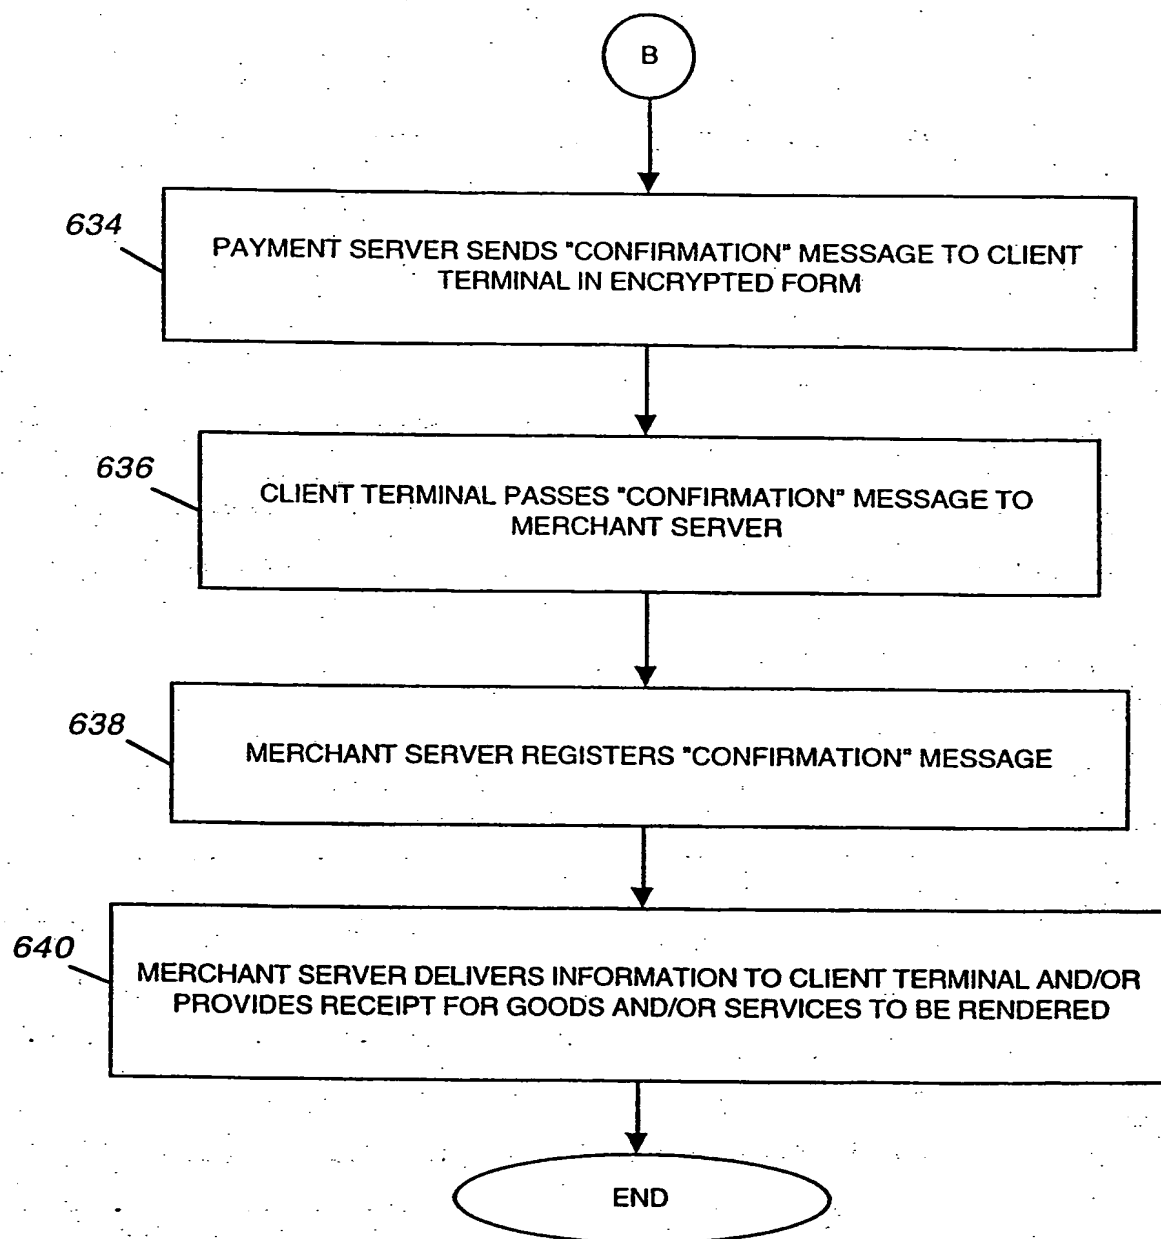 B
634
PAYMENT SERVER SENDS "CONFIRMATION" MESSAGE TO CLIENT
TERMINAL IN ENCRYPTED FORM
636
CLIENT TERMINAL PASSES "CONFIRMATION" MESSAGE TO
MERCHANT SERVER
638
MERCHANT SERVER REGISTERS "CONFIRMATION" MESSAGE
640
MERCHANT SERVER DELIVERS INFORMATION TO CLIENT TERMINAL AND/OR
PROVIDES RECEIPT FOR GOODS AND/OR SERVICES TO BE RENDERED
END